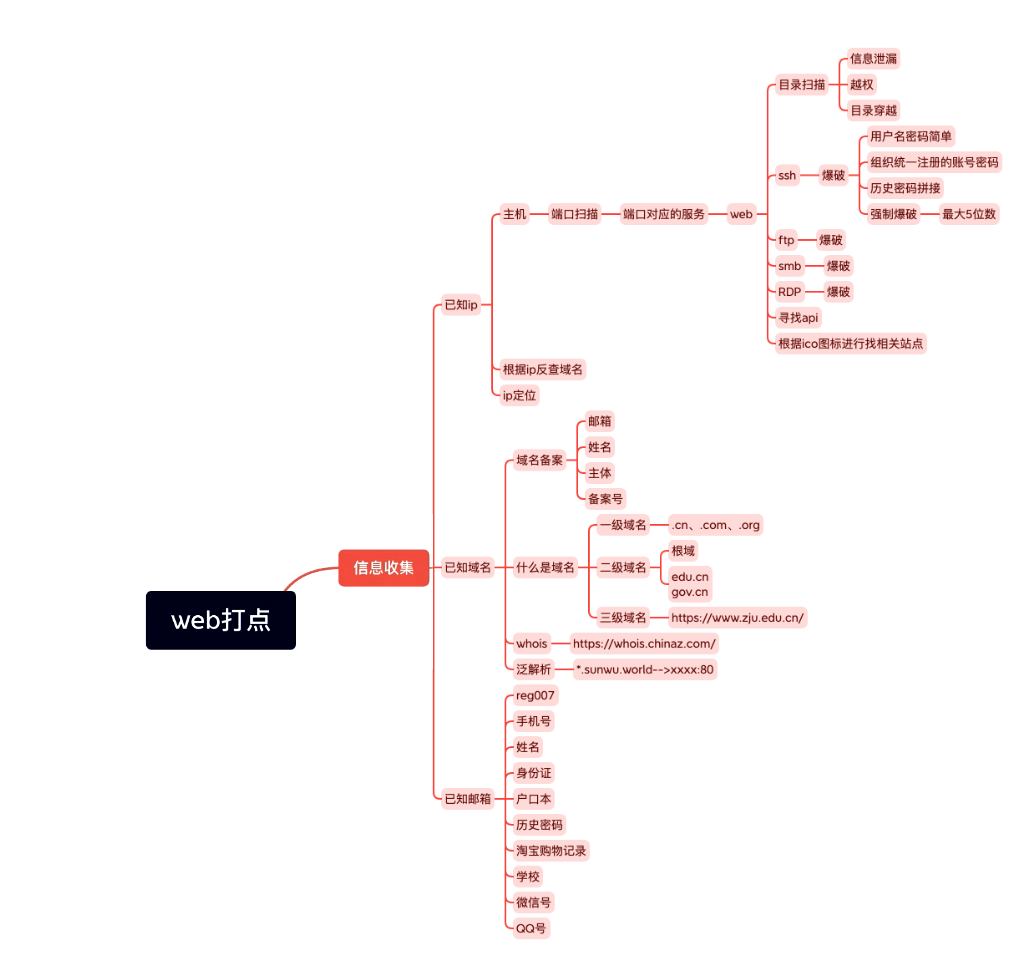 web打点
信息收集
已知ip
主机
端口扫描
端口对应的服务
web
目录扫描
信息泄漏
越权
目录穿越
ssh
爆破
用户名密码简单
组织统一注册的账号密码
历史密码拼接
强制爆破
最大5位数
ftp
爆破
smb
爆破
RDP
爆破
寻找api
根据ico图标进行找相关站点
根据ip反查域名
ip定位
已知域名
域名备案
邮箱
姓名
主体
备案号
什么是域名
一级域名
.cn、.com、.org
二级域名
根域
edu.cn
gov.cn
三级域名
https://www.zju.edu.cn/
whois
https://whois.chinaz.com/
泛解析
*.sunwu.world-->xxxx:80
已知邮箱
reg007
手机号
姓名
身份证
户口本
历史密码
淘宝购物记录
学校
微信号
QQ号